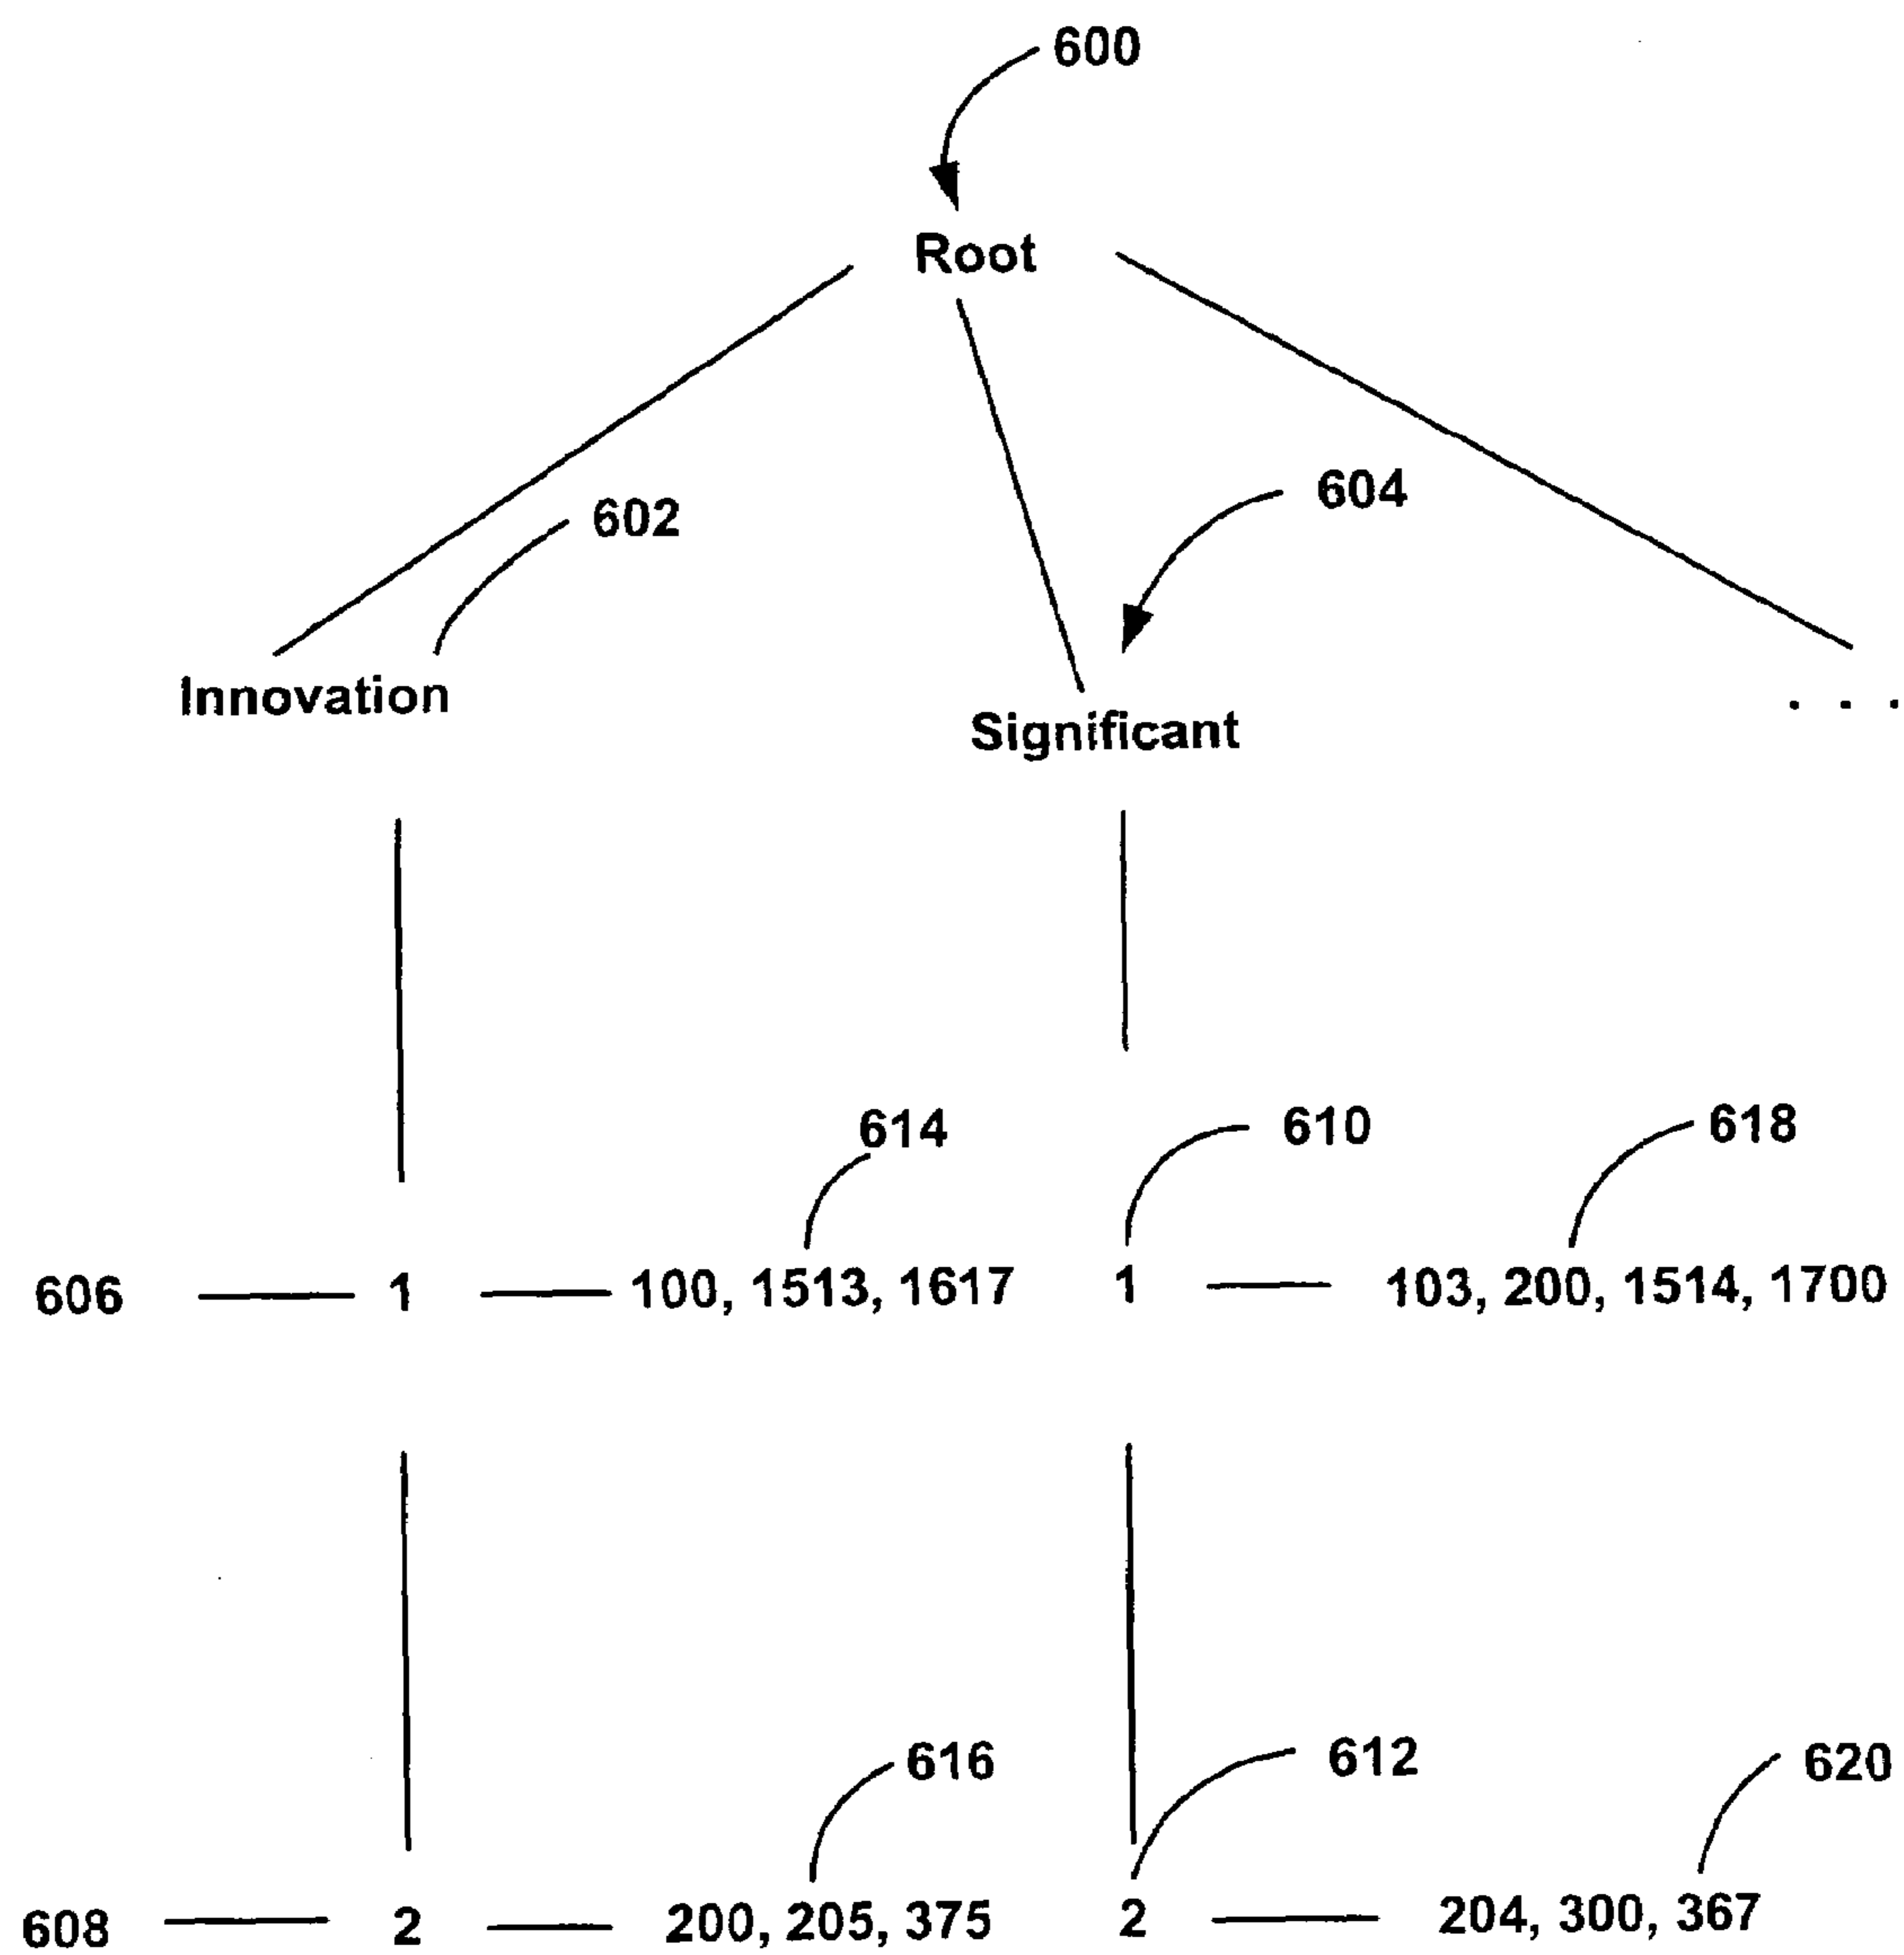 600
Root
604
602
Innovation
. . .
Significant
614 610 618
606 1 100, 1513, 1617 1 103, 200, 1514, 1700
616 612 620
608 2 200, 205, 375 2 204, 300, 367